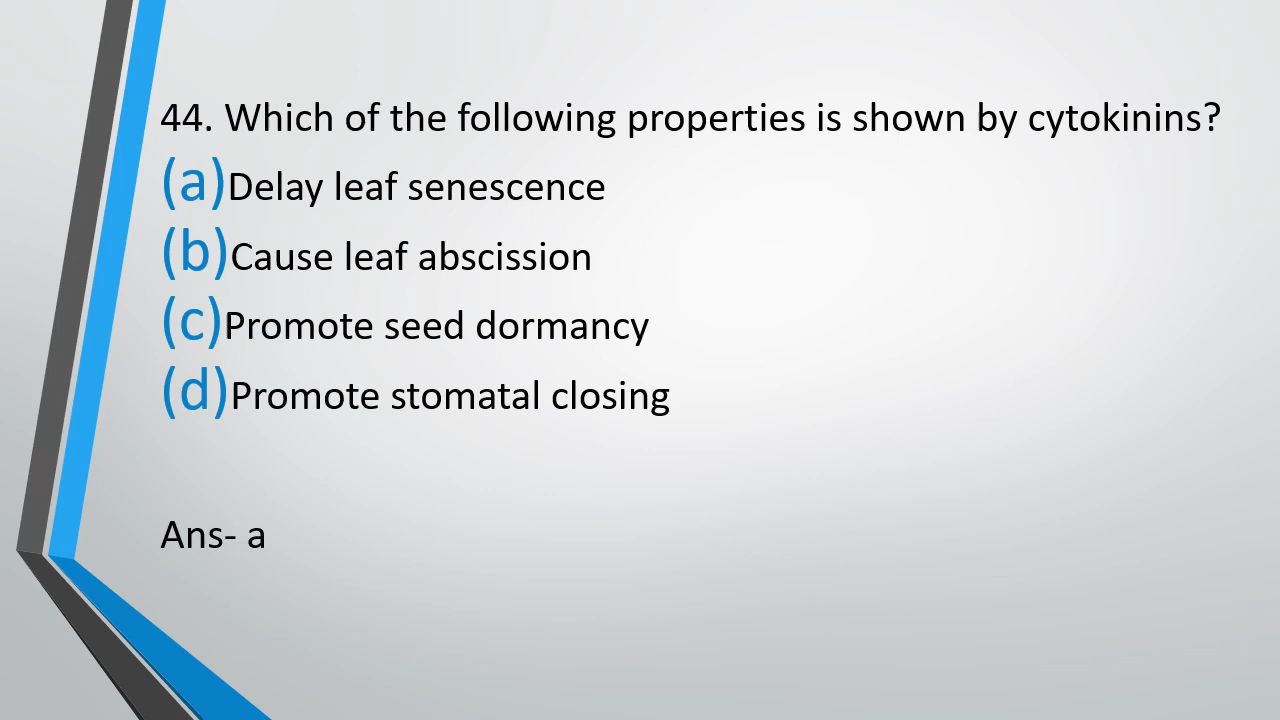 44. Which of the following properties is shown by cytokinins?
(a)Delay leaf senescence
(b)Cause leaf abscission
(c)Promote seed dormancy
(d)Promote stomatal closing
Ans- a